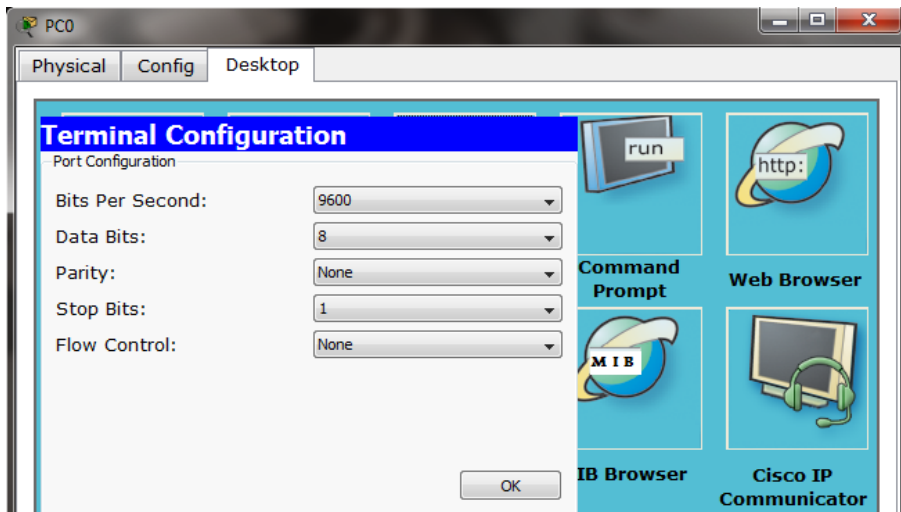 PC0
Physical Config Desktop
Terminal Configuration
Port Configuration
Bits Per Second: 9600
Data Bits: 8
Parity: None
Stop Bits: 1
Flow Control: None
OK
run
Command
Prompt
http:
Web Browser
MIB
IB Browser
Cisco IP
Communicator